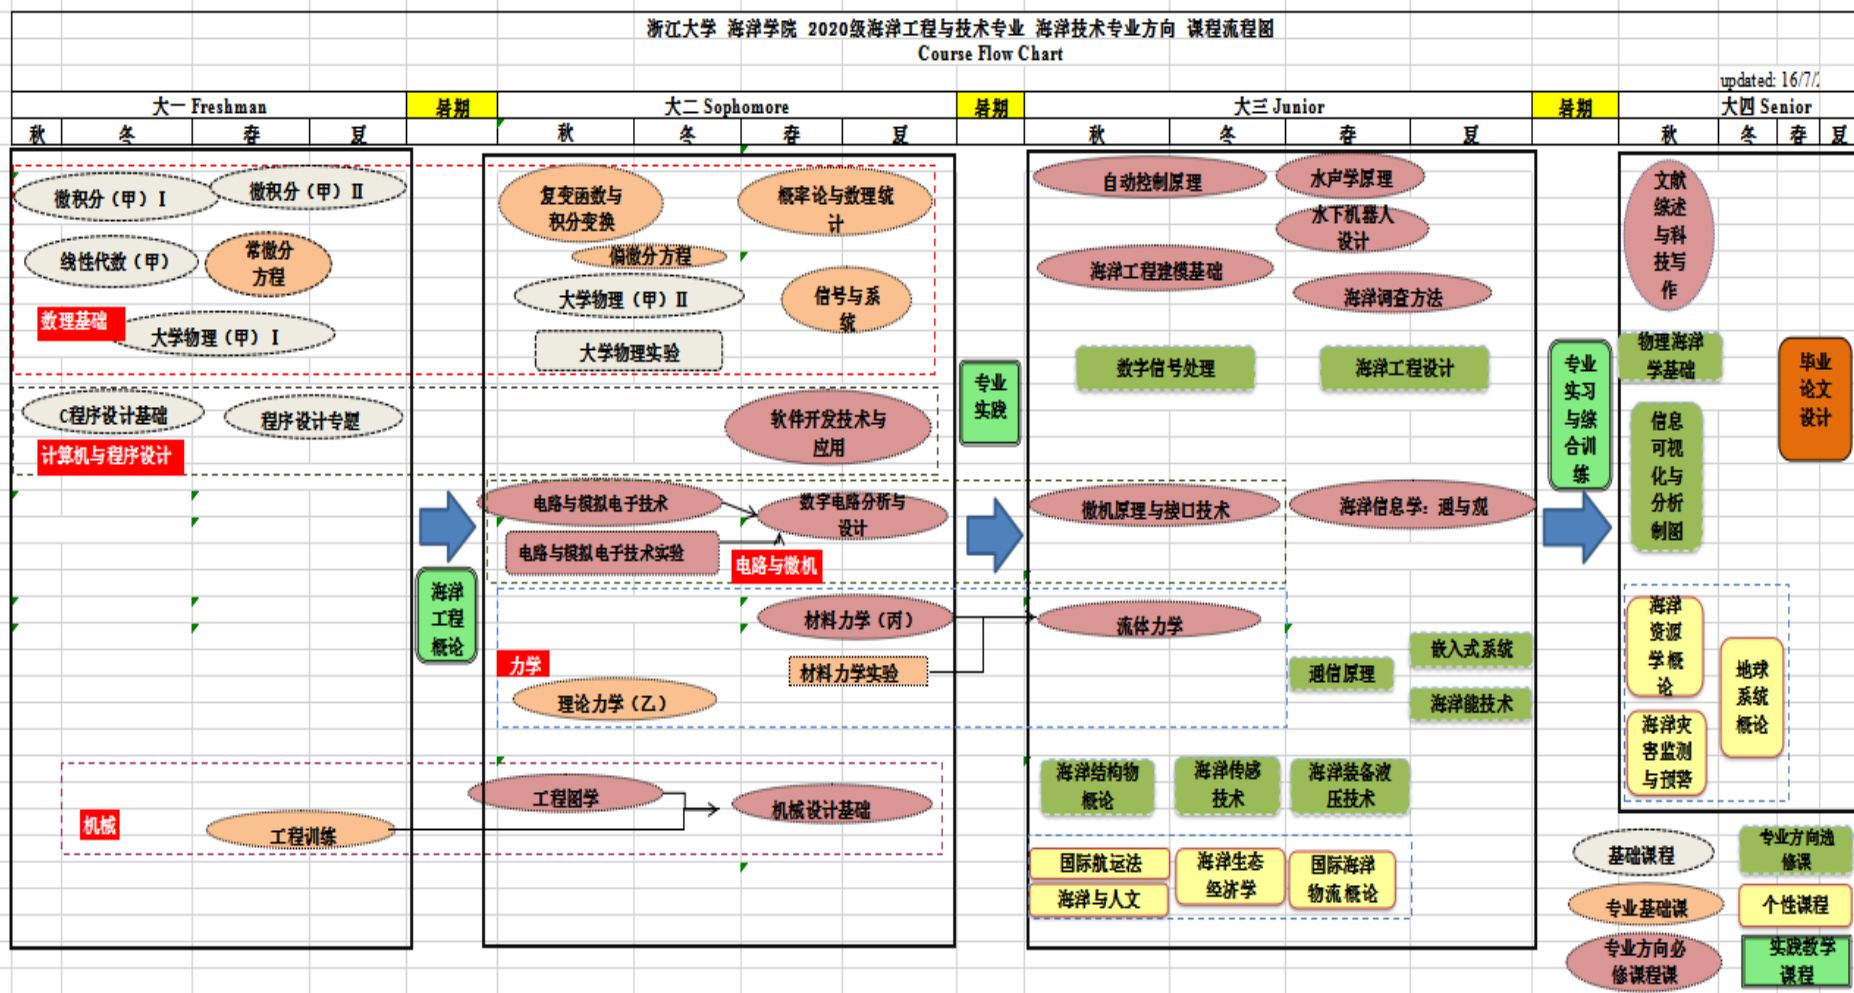 浙江大学 海洋学院 2020级海洋工程与技术专业 海洋技术专业方向 课程流程图
Course Flow Chart
updated: 16/7/
大一 Freshman
暑期
大二 Sophomore
暑期
大三 Junior
暑期
大四 Senior
秋
冬
春
夏
秋
冬
春
夏
秋
冬
春
夏
秋
冬
春
夏
微积分（甲）Ⅰ
微积分（甲）Ⅱ
线性代数（甲）
常微分
方程
数理基础
大学物理（甲）Ⅰ
C程序设计基础
程序设计专题
计算机与程序设计
海洋
工程
概论
机械
工程训练
复变函数与
积分变换
概率论与数理统
计
偏微分方程
大学物理（甲）Ⅱ
信号与系
统
大学物理实验
软件开发技术与
应用
电路与模拟电子技术
数字电路分析与
设计
电路与模拟电子技术实验
电路与微机
材料力学（丙）
力学
材料力学实验
理论力学（乙）
工程图学
机械设计基础
专业
实践
自动控制原理
水声学原理
水下机器人
设计
海洋工程建模基础
海洋调查方法
数字信号处理
海洋工程设计
微机原理与接口技术
海洋信息学：通与观
流体力学
嵌入式系统
通信原理
海洋能技术
海洋结构物
概论
海洋传感
技术
海洋装备液
压技术
国际航运法
海洋与人文
海洋生态
经济学
国际海洋
物流概论
专业
实习
与综
合训
练
文献
综述
与科
技写
作
物理海洋
学基础
毕业
论文
设计
信息
可视
化与
分析
制图
海洋
资源
学概
论
地球
系统
概论
海洋灾
害监测
与预警
基础课程
专业方向选
修课
专业基础课
个性课程
专业方向必
修课程课
实践教学
课程